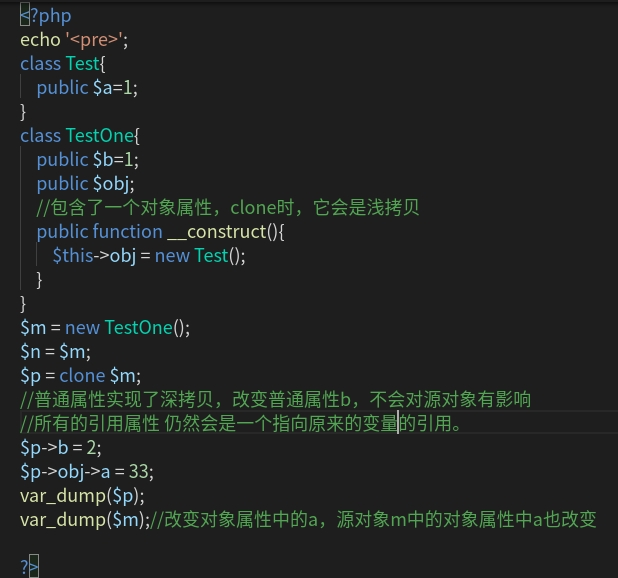 <?php
echo '<pre>';
class Test{
public $a=1;
}
class TestOne{
public $b=1;
public $obj;
//包含了一个对象属性，clone时，它会是浅拷贝
public function __construct(){
$this->obj = new Test();
}
}
$m = new TestOne();
$n = $m;
$p = clone $m;
//普通属性实现了深拷贝，改变普通属性b，不会对源对象有影响
//所有的引用属性 仍然会是一个指向原来的变量的引用。
$p->b = 2;
$p->obj->a = 33;
var_dump($p);
var_dump($m);//改变对象属性中的a，源对象m中的对象属性中a也改变
?>